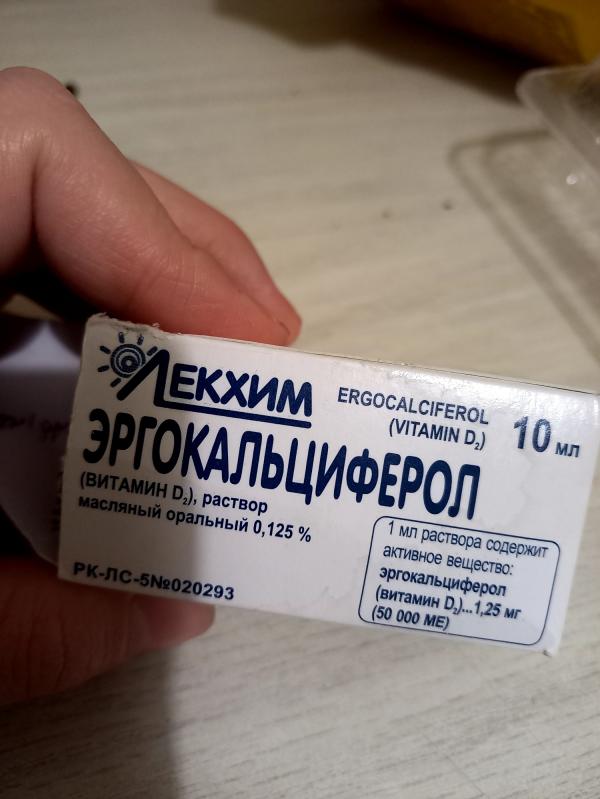 ЛЕКХИМ
ERGOCALCIFEROL
(VITAMIN D₂)
10 мл
ЭРГОКАЛЬЦИФЕРОЛ
(ВИТАМИН D₂), раствор
масляный оральный 0,125 %
1 мл раствора содержит
активное вещество:
эргокальциферол
(витамин D₂)...1,25 мг
(50 000 МЕ)
РК-ЛС-5№020293